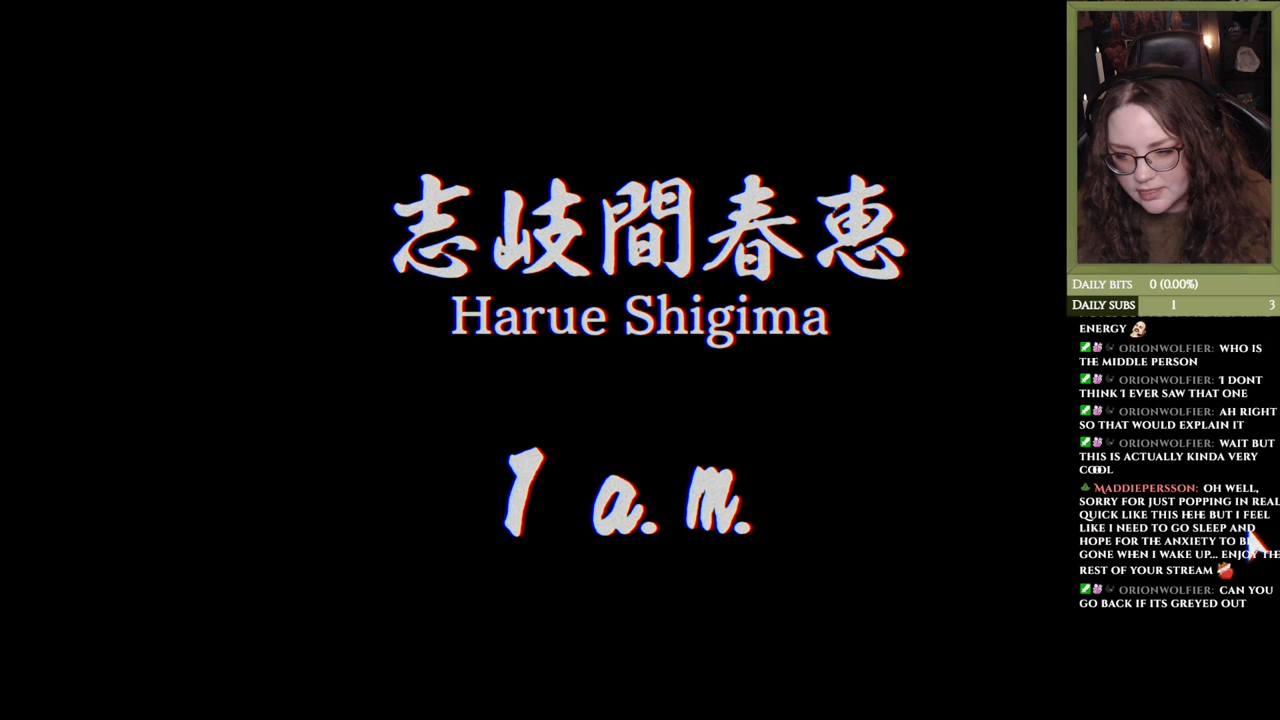 志岐間春恵
Harue Shigima
1 a.m.
DAILY BITS 0 (0.00%)
DAILY SUBS 1 3
ENERGY
ORIONWOLFIER: WHO IS
THE MIDDLE PERSON
ORIONWOLFIER: I DONT
THINK I EVER SAW THAT ONE
ORIONWOLFIER: AH RIGHT
SO THAT WOULD EXPLAIN IT
ORIONWOLFIER: WAIT BUT
THIS IS ACTUALLY KINDA VERY
COOL
MADDIEPERSSON: OH WELL,
SORRY FOR JUST POPPING IN REAL
QUICK LIKE THIS HEHE BUT I FEEL
LIKE I NEED TO GO SLEEP AND
HOPE FOR THE ANXIETY TO BE
GONE WHEN I WAKE UP... ENJOY THE
REST OF YOUR STREAM
ORIONWOLFIER: CAN YOU
GO BACK IF ITS GREYED OUT